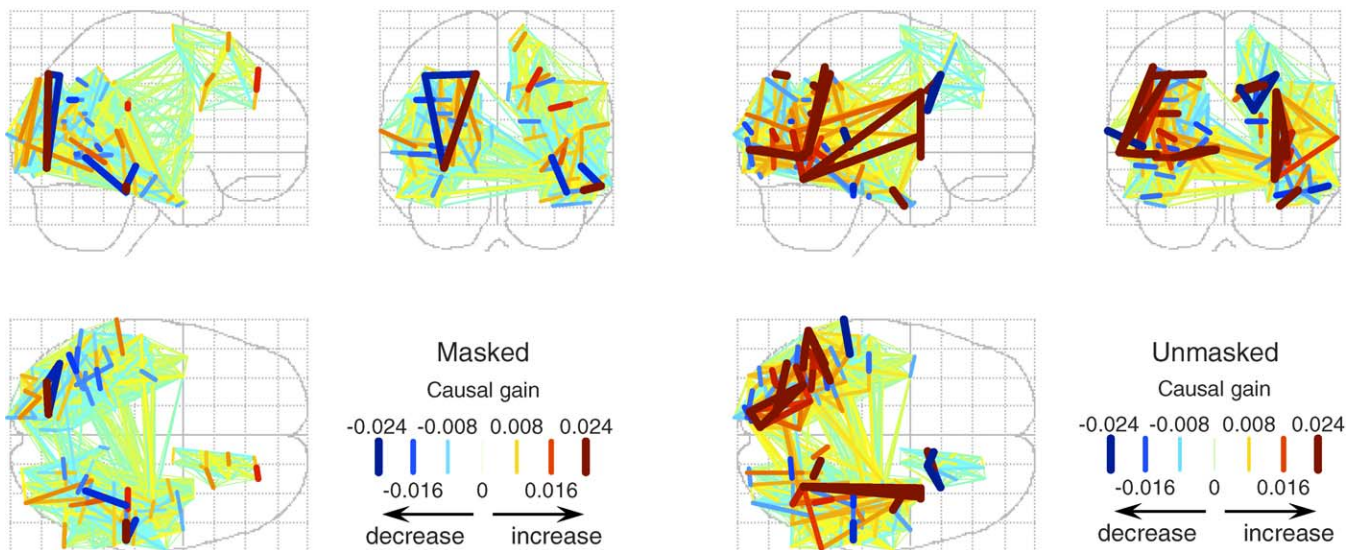 Masked
Causal gain
-0.024 -0.008 0.008 0.024
-0.016 0 0.016
decrease increase
Unmasked
Causal gain
-0.024 -0.008 0.008 0.024
-0.016 0 0.016
decrease increase